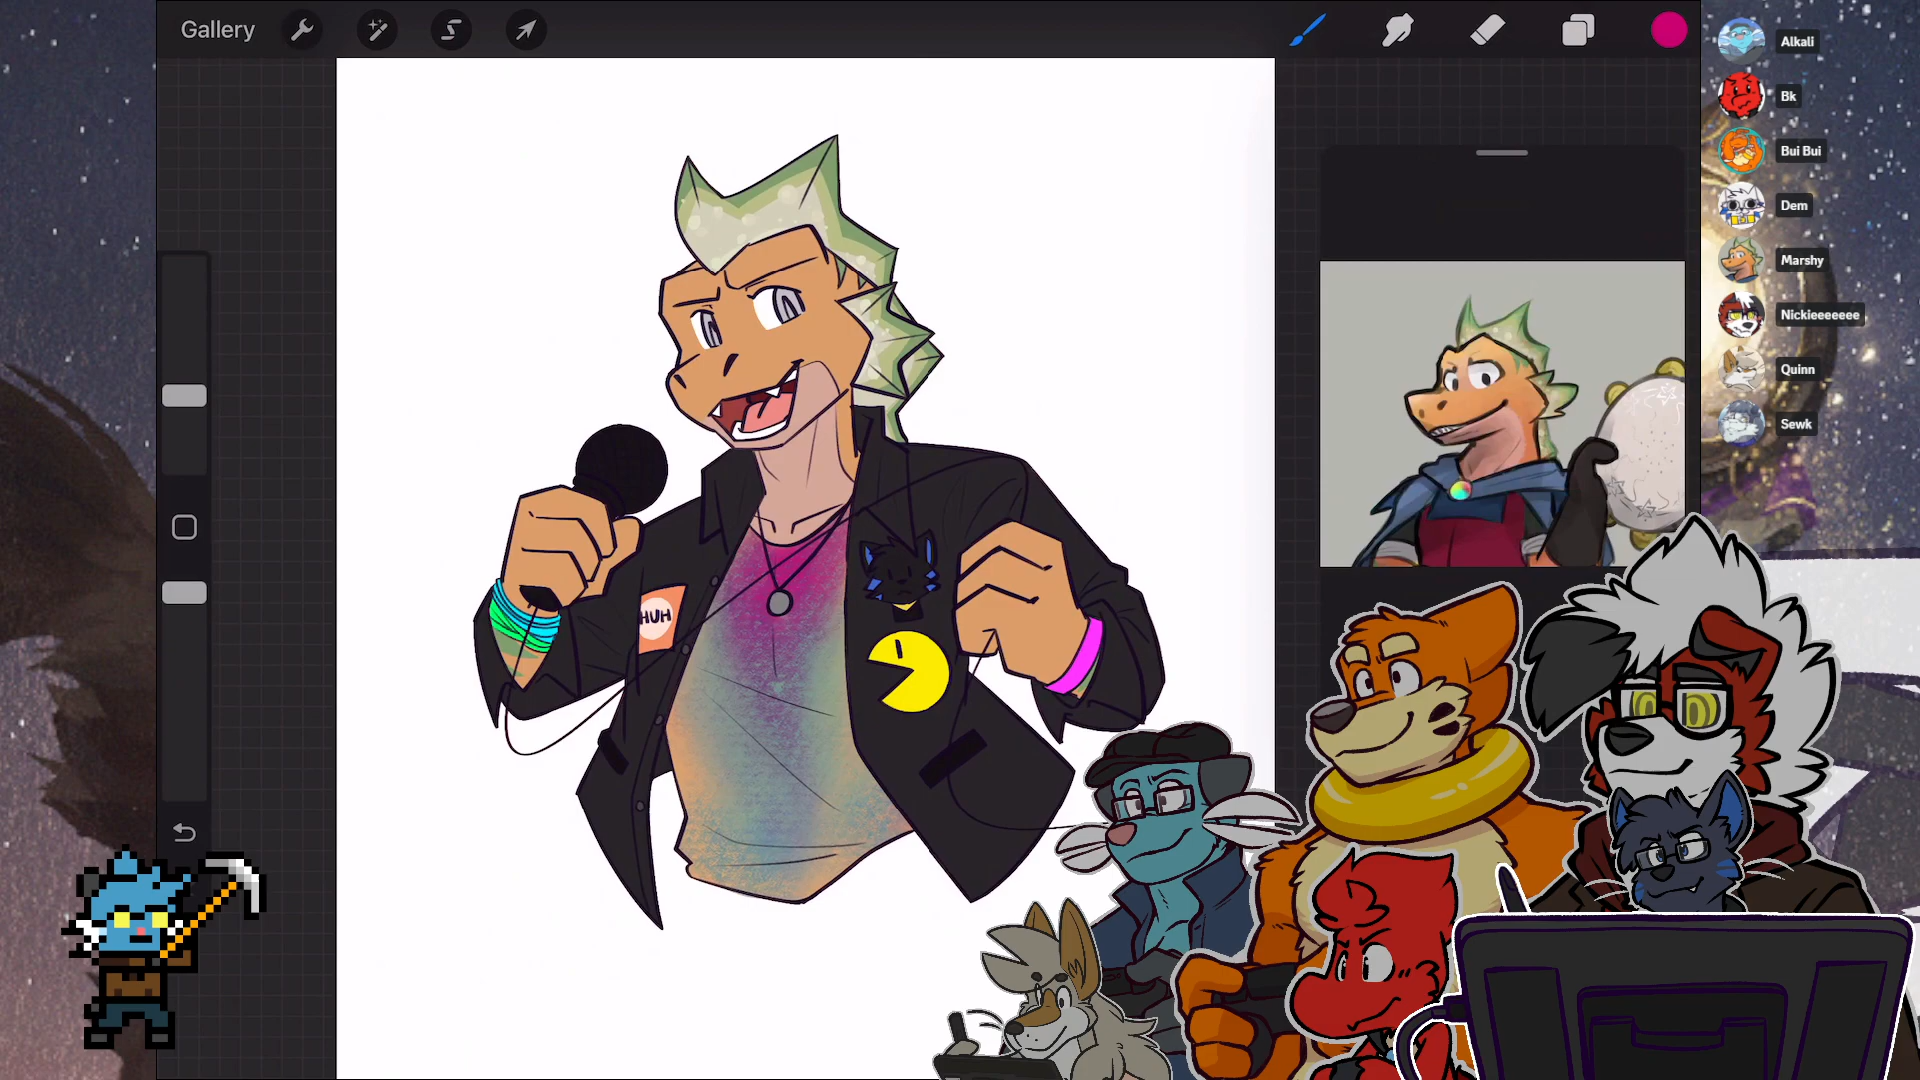 Gallery
Alkali
Bk
Bui Bui
Dem
Marshy
Nickieeeeeee
Quinn
Sewk
HUH